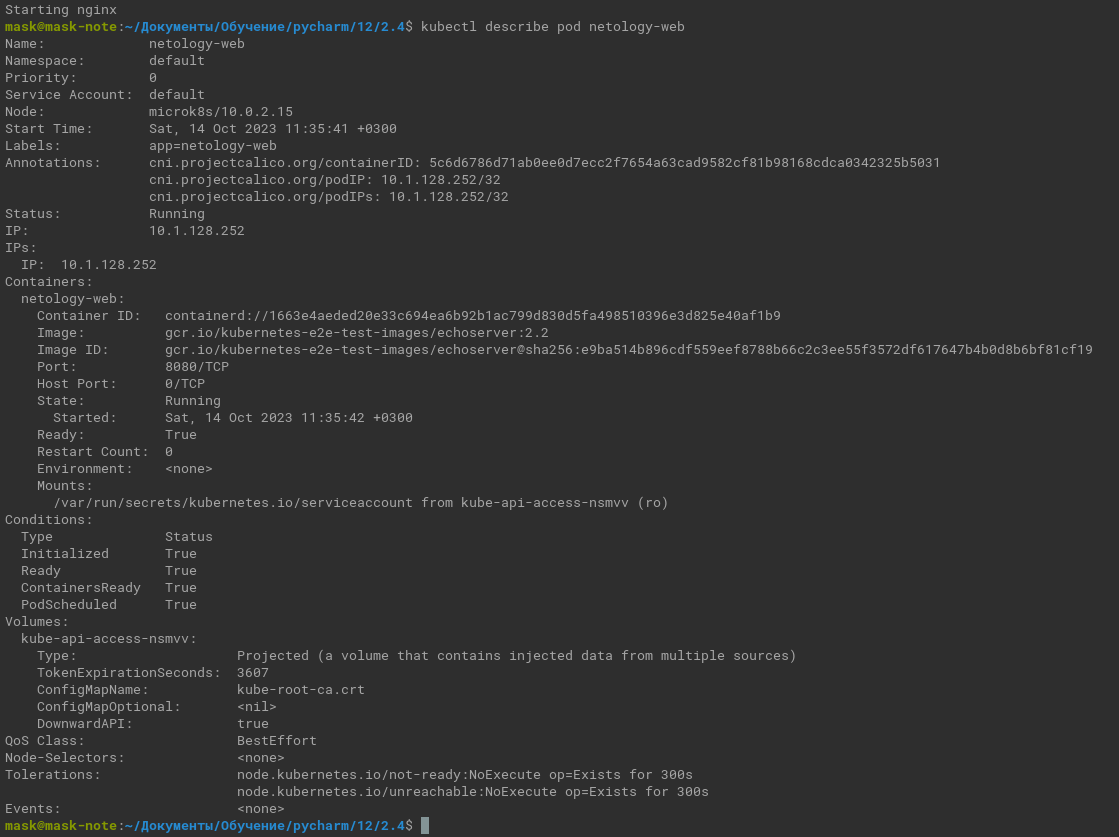 Starting nginx
mask@mask-note:~/Документы/Обучение/pycharm/12/2.4$ kubectl describe pod netology-web
Name:             netology-web
Namespace:        default
Priority:         0
Service Account:  default
Node:             microk8s/10.0.2.15
Start Time:       Sat, 14 Oct 2023 11:35:41 +0300
Labels:           app=netology-web
Annotations:      cni.projectcalico.org/containerID: 5c6d6786d71ab0ee0d7ecc2f7654a63cad9582cf81b98168cdca0342325b5031
                  cni.projectcalico.org/podIP: 10.1.128.252/32
                  cni.projectcalico.org/podIPs: 10.1.128.252/32
Status:           Running
IP:               10.1.128.252
IPs:
  IP:  10.1.128.252
Containers:
  netology-web:
    Container ID:   containerd://1663e4aeded20e33c694ea6b92b1ac799d830d5fa498510396e3d825e40af1b9
    Image:          gcr.io/kubernetes-e2e-test-images/echoserver:2.2
    Image ID:       gcr.io/kubernetes-e2e-test-images/echoserver@sha256:e9ba514b896cdf559eef8788b66c2c3ee55f3572df617647b4b0d8b6bf81cf19
    Port:           8080/TCP
    Host Port:      0/TCP
    State:          Running
      Started:      Sat, 14 Oct 2023 11:35:42 +0300
    Ready:          True
    Restart Count:  0
    Environment:    <none>
    Mounts:
      /var/run/secrets/kubernetes.io/serviceaccount from kube-api-access-nsmvv (ro)
Conditions:
  Type              Status
  Initialized       True
  Ready             True
  ContainersReady   True
  PodScheduled      True
Volumes:
  kube-api-access-nsmvv:
    Type:                    Projected (a volume that contains injected data from multiple sources)
    TokenExpirationSeconds:  3607
    ConfigMapName:           kube-root-ca.crt
    ConfigMapOptional:       <nil>
    DownwardAPI:             true
QoS Class:                   BestEffort
Node-Selectors:              <none>
Tolerations:                 node.kubernetes.io/not-ready:NoExecute op=Exists for 300s
                             node.kubernetes.io/unreachable:NoExecute op=Exists for 300s
Events:                      <none>
mask@mask-note:~/Документы/Обучение/pycharm/12/2.4$